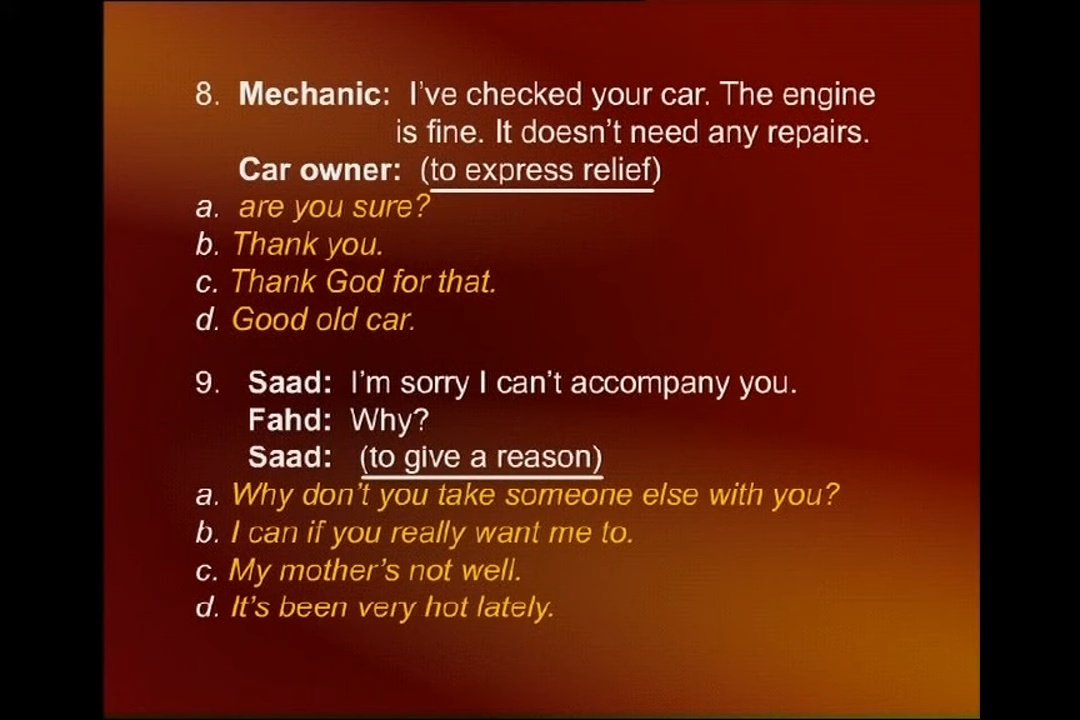 8. Mechanic: I've checked your car. The engine
is fine. It doesn't need any repairs.
Car owner: (to express relief)
a. are you sure?
b. Thank you.
c. Thank God for that.
d. Good old car.
9. Saad: I'm sorry I can't accompany you.
Fahd: Why?
Saad: (to give a reason)
a. Why don't you take someone else with you?
b. I can if you really want me to.
c. My mother's not well.
d. It's been very hot lately.